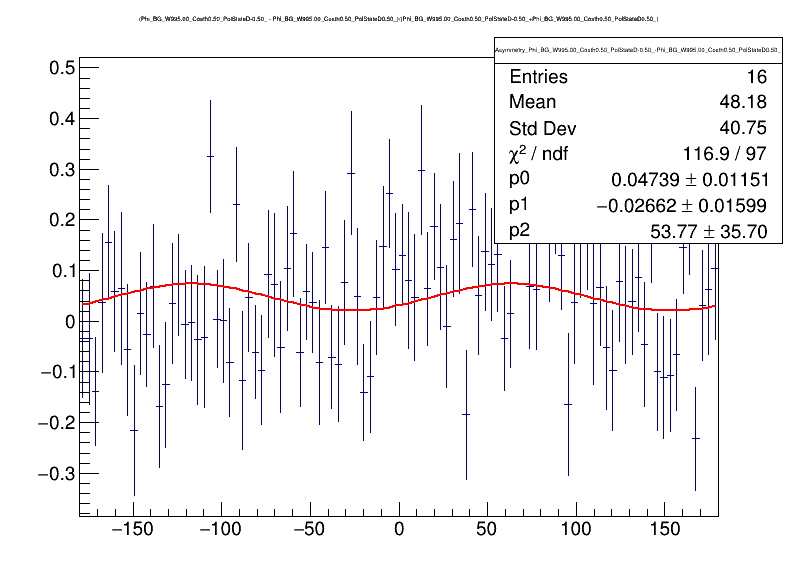 (Phi_BG_W995.00_Costh0.50_PolStateD-0.50_ - Phi_BG_W995.00_Costh0.50_PolStateD0.50_)/(Phi_BG_W995.00_Costh0.50_PolStateD-0.50_+Phi_BG_W995.00_Costh0.50_PolStateD0.50_)
Asymmetry_Phi_BG_W995.00_Costh0.50_PolStateD-0.50_-Phi_BG_W995.00_Costh0.50_PolStateD0.50_
Entries 16
Mean 48.18
Std Dev 40.75
χ² / ndf 116.9 / 97
p0 0.04739 ± 0.01151
p1 −0.02662 ± 0.01599
p2 53.77 ± 35.70
0.5
0.4
0.3
0.2
0.1
0
−0.1
−0.2
−0.3
−150 −100 −50 0 50 100 150